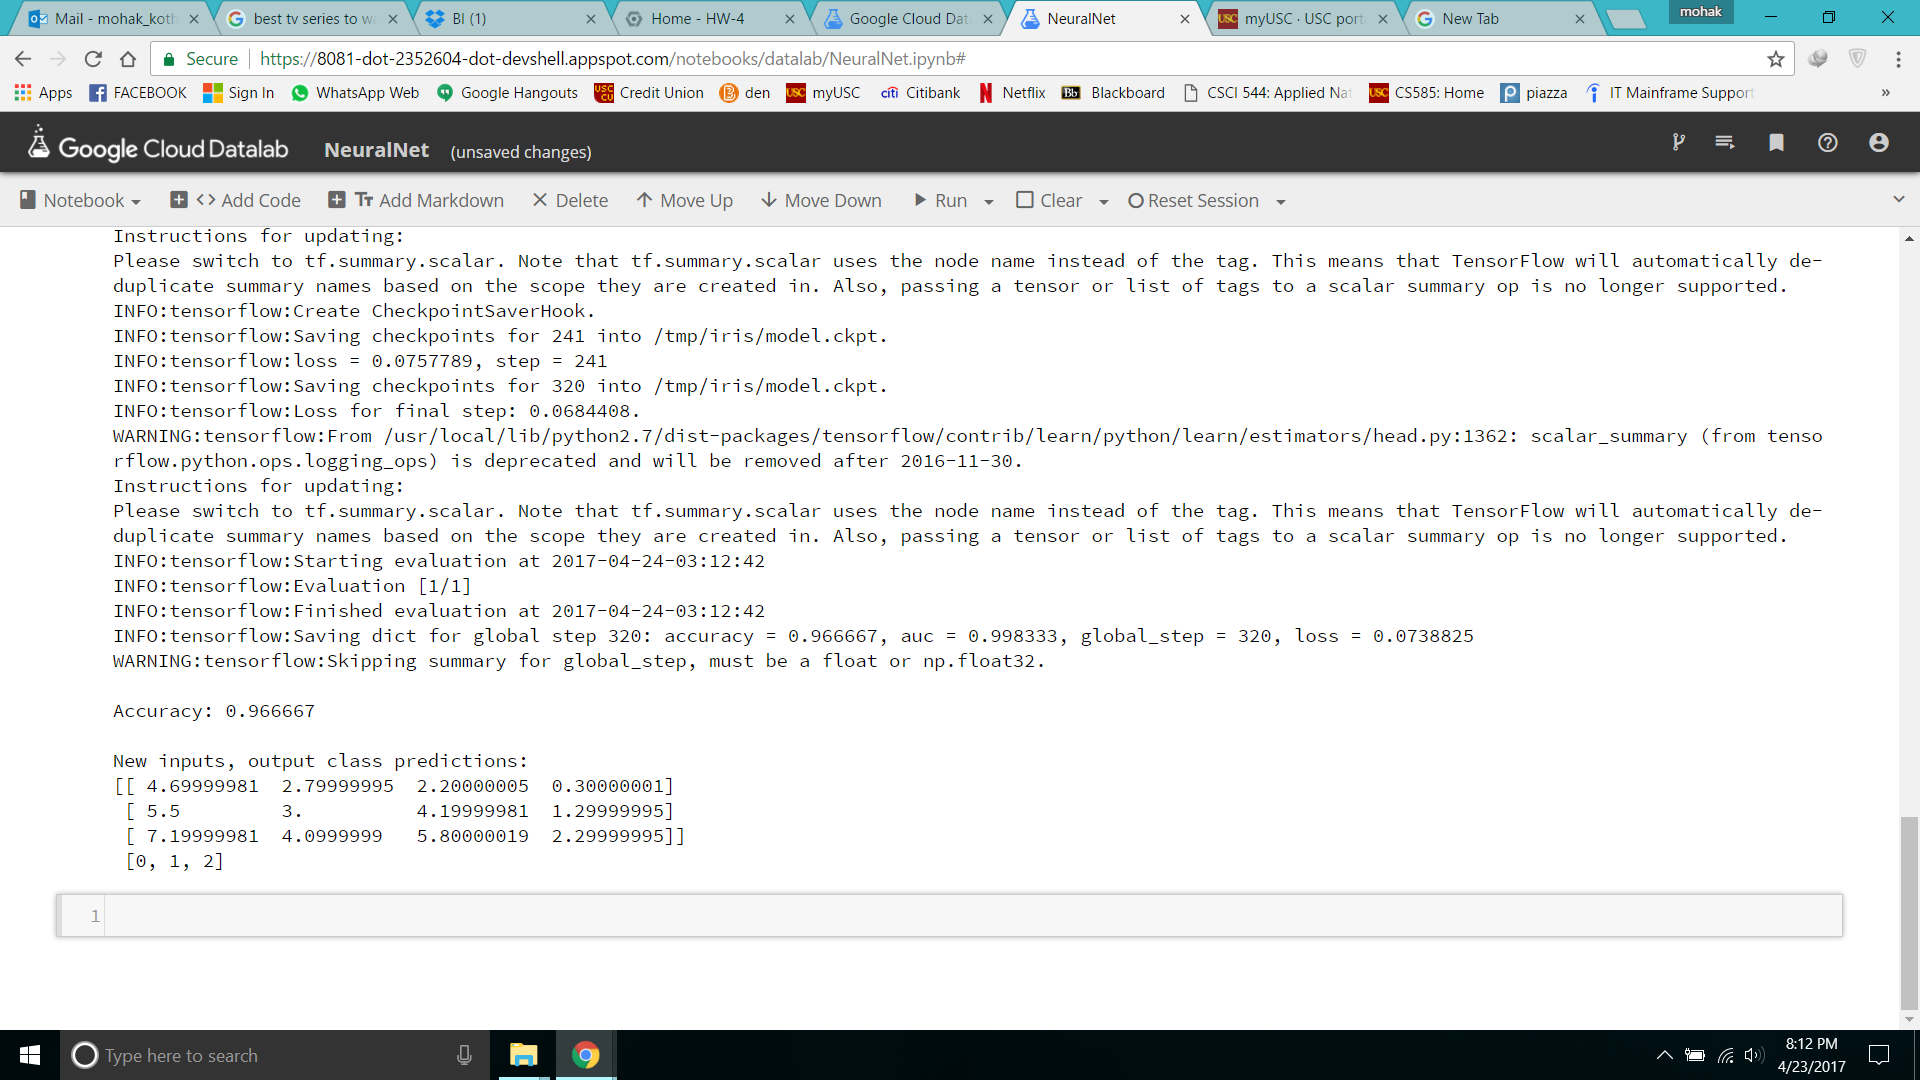 Mail - mohak_koth
best tv series to wa
BI (1)
Home - HW-4
Google Cloud Dat
NeuralNet
USC myUSC · USC port
New Tab
mohak
Secure
https://8081-dot-2352604-dot-devshell.appspot.com/notebooks/datalab/NeuralNet.ipynb#
Apps
FACEBOOK
Sign In
WhatsApp Web
Google Hangouts
USC CU Credit Union
den
USC myUSC
citi Citibank
Netflix
Bb Blackboard
CSCI 544: Applied Nat
USC CS585: Home
piazza
IT Mainframe Support
»
Google Cloud Datalab
NeuralNet
(unsaved changes)
Notebook
Add Code
Add Markdown
Delete
Move Up
Move Down
Run
Clear
Reset Session
Instructions for updating:
Please switch to tf.summary.scalar. Note that tf.summary.scalar uses the node name instead of the tag. This means that TensorFlow will automatically de-
duplicate summary names based on the scope they are created in. Also, passing a tensor or list of tags to a scalar summary op is no longer supported.
INFO:tensorflow:Create CheckpointSaverHook.
INFO:tensorflow:Saving checkpoints for 241 into /tmp/iris/model.ckpt.
INFO:tensorflow:loss = 0.0757789, step = 241
INFO:tensorflow:Saving checkpoints for 320 into /tmp/iris/model.ckpt.
INFO:tensorflow:Loss for final step: 0.0684408.
WARNING:tensorflow:From /usr/local/lib/python2.7/dist-packages/tensorflow/contrib/learn/python/learn/estimators/head.py:1362: scalar_summary (from tenso
rflow.python.ops.logging_ops) is deprecated and will be removed after 2016-11-30.
Instructions for updating:
Please switch to tf.summary.scalar. Note that tf.summary.scalar uses the node name instead of the tag. This means that TensorFlow will automatically de-
duplicate summary names based on the scope they are created in. Also, passing a tensor or list of tags to a scalar summary op is no longer supported.
INFO:tensorflow:Starting evaluation at 2017-04-24-03:12:42
INFO:tensorflow:Evaluation [1/1]
INFO:tensorflow:Finished evaluation at 2017-04-24-03:12:42
INFO:tensorflow:Saving dict for global step 320: accuracy = 0.966667, auc = 0.998333, global_step = 320, loss = 0.0738825
WARNING:tensorflow:Skipping summary for global_step, must be a float or np.float32.
Accuracy: 0.966667
New inputs, output class predictions:
[[ 4.69999981 2.79999995 2.20000005 0.30000001]
[ 5.5 3. 4.19999981 1.29999995]
[ 7.19999981 4.0999999 5.80000019 2.29999995]]
[0, 1, 2]
1
Type here to search
8:12 PM
4/23/2017